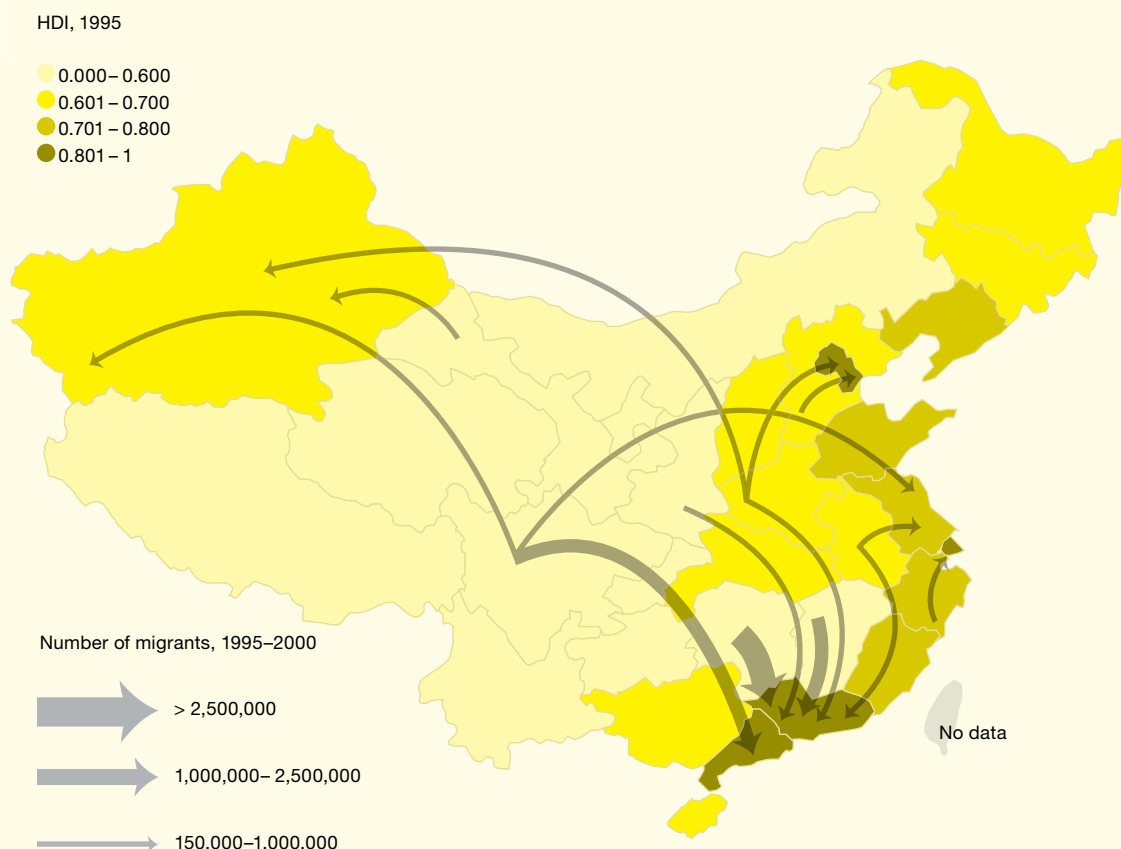 HDI, 1995
0.000–0.600
0.601–0.700
0.701–0.800
0.801–1
Number of migrants, 1995–2000
> 2,500,000
No data
1,000,000–2,500,000
150,000–1,000,000